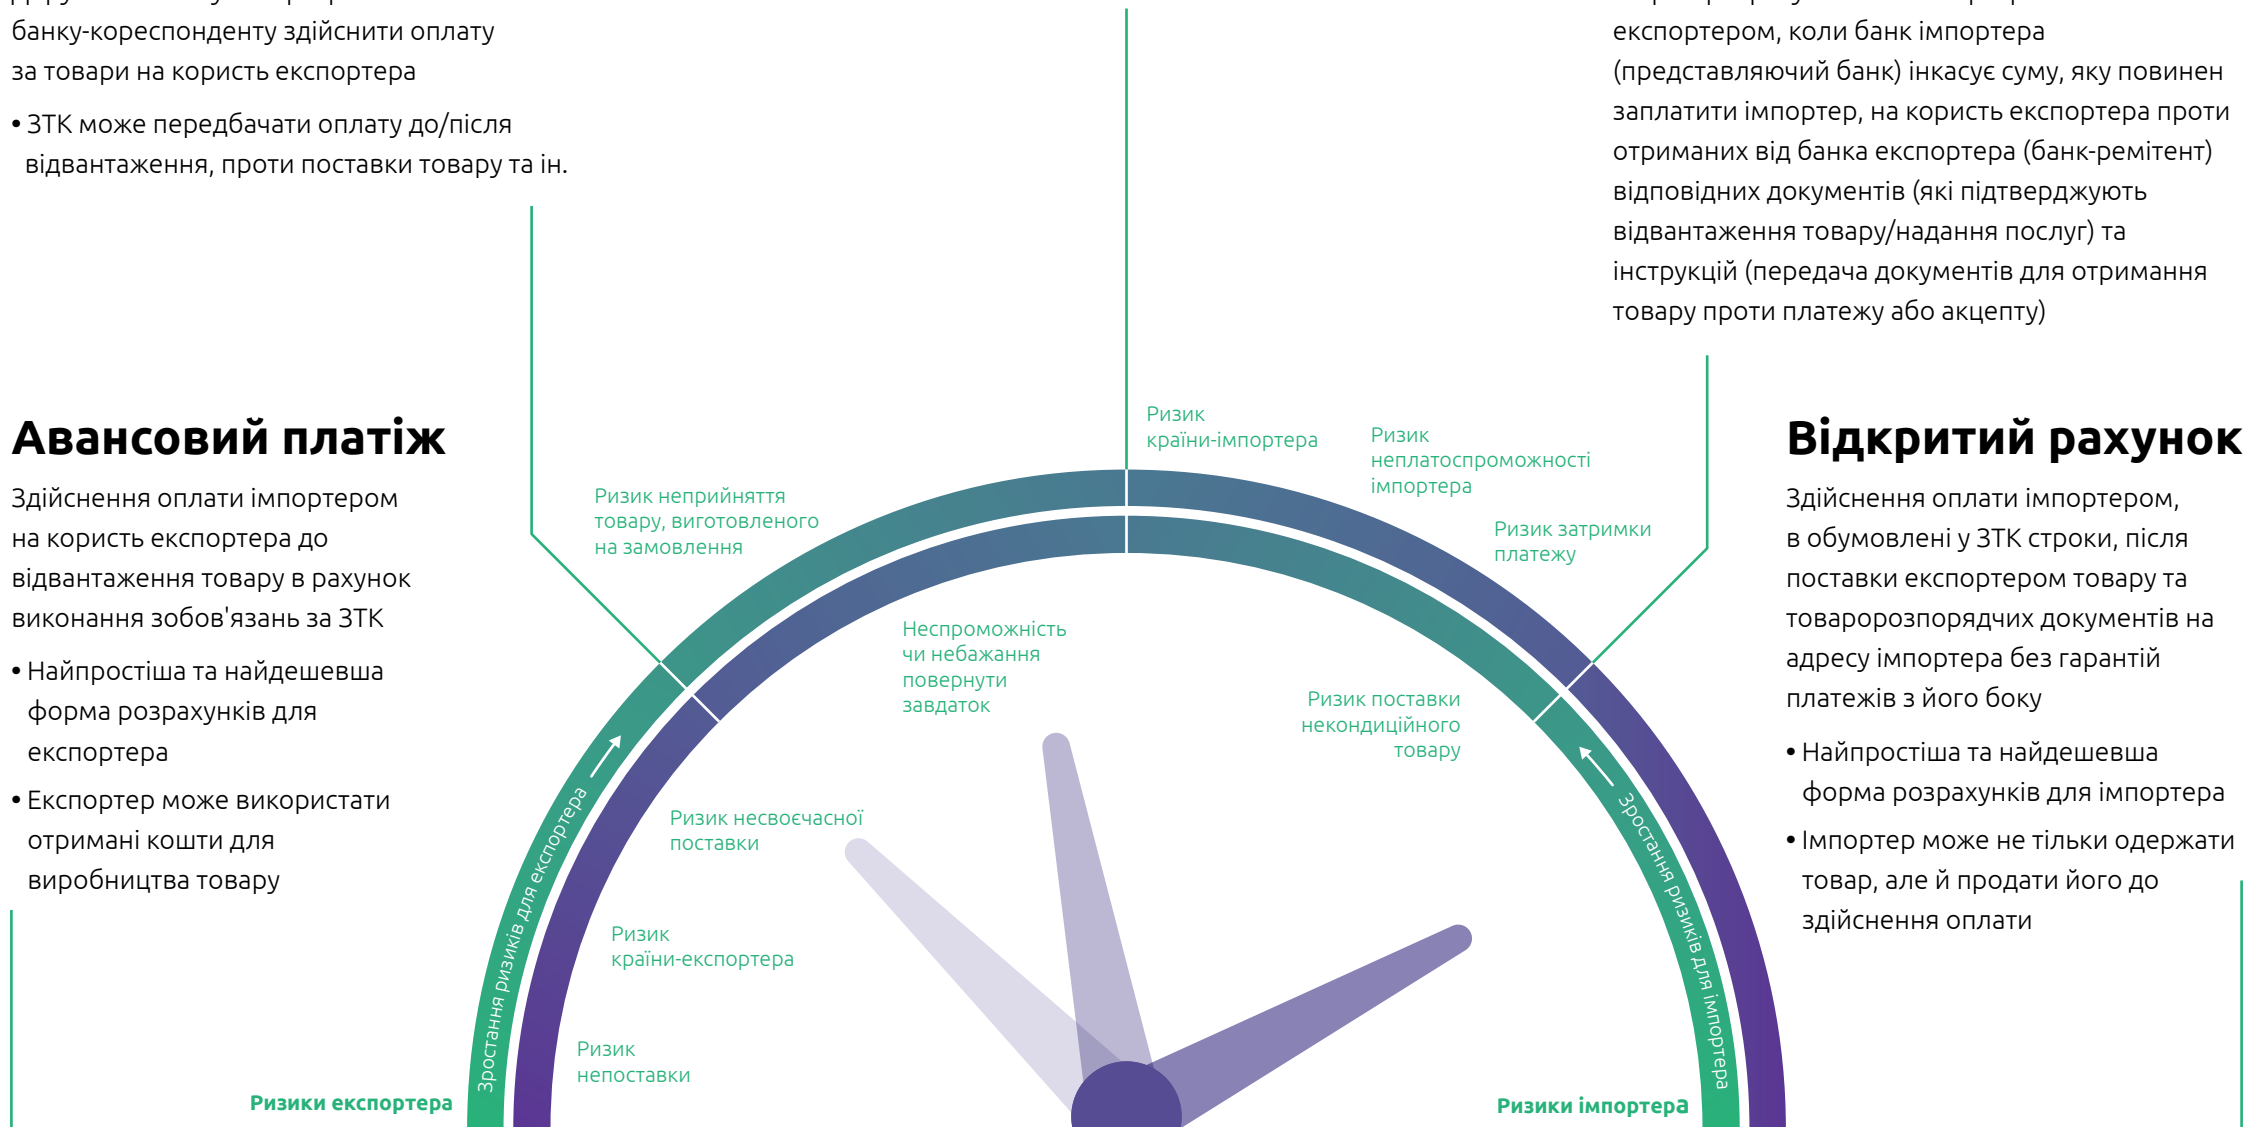 банку-кореспонденту здійснити оплату
за товари на користь експортера
• ЗТК може передбачати оплату до/після
відвантаження, проти поставки товару та ін.
експортером, коли банк імпортера
(представляючий банк) інкасує суму, яку повинен
заплатити імпортер, на користь експортера проти
отриманих від банка експортера (банк-ремітент)
відповідних документів (які підтверджують
відвантаження товару/надання послуг) та
інструкцій (передача документів для отримання
товару проти платежу або акцепту)
Авансовий платіж
Здійснення оплати імпортером
на користь експортера до
відвантаження товару в рахунок
виконання зобов'язань за ЗТК
• Найпростіша та найдешевша
форма розрахунків для
експортера
• Експортер може використати
отримані кошти для
виробництва товару
Ризик неприйняття
товару, виготовленого
на замовлення
Ризик
країни-імпортера
Ризик
неплатоспроможності
імпортера
Ризик затримки
платежу
Відкритий рахунок
Здійснення оплати імпортером,
в обумовлені у ЗТК строки, після
поставки експортером товару та
товаророзпорядчих документів на
адресу імпортера без гарантій
платежів з його боку
• Найпростіша та найдешевша
форма розрахунків для імпортера
• Імпортер може не тільки одержати
товар, але й продати його до
здійснення оплати
Неспроможність
чи небажання
повернути
завдаток
Ризик поставки
некондиційного
товару
Ризик несвоєчасної
поставки
Ризик
країни-експортера
Ризик
непоставки
Зростання ризиків для експортера
Зростання ризиків для імпортера
Ризики експортера
Ризики імпортера